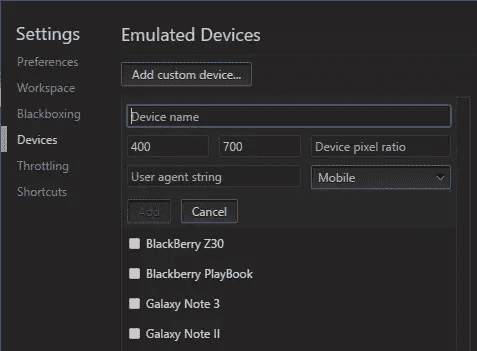 Settings
Preferences
Workspace
Blackboxing
Devices
Throttling
Shortcuts
Emulated Devices
Add custom device...
Device name
400 700 Device pixel ratio
User agent string Mobile
Add Cancel
BlackBerry Z30
Blackberry PlayBook
Galaxy Note 3
Galaxy Note II